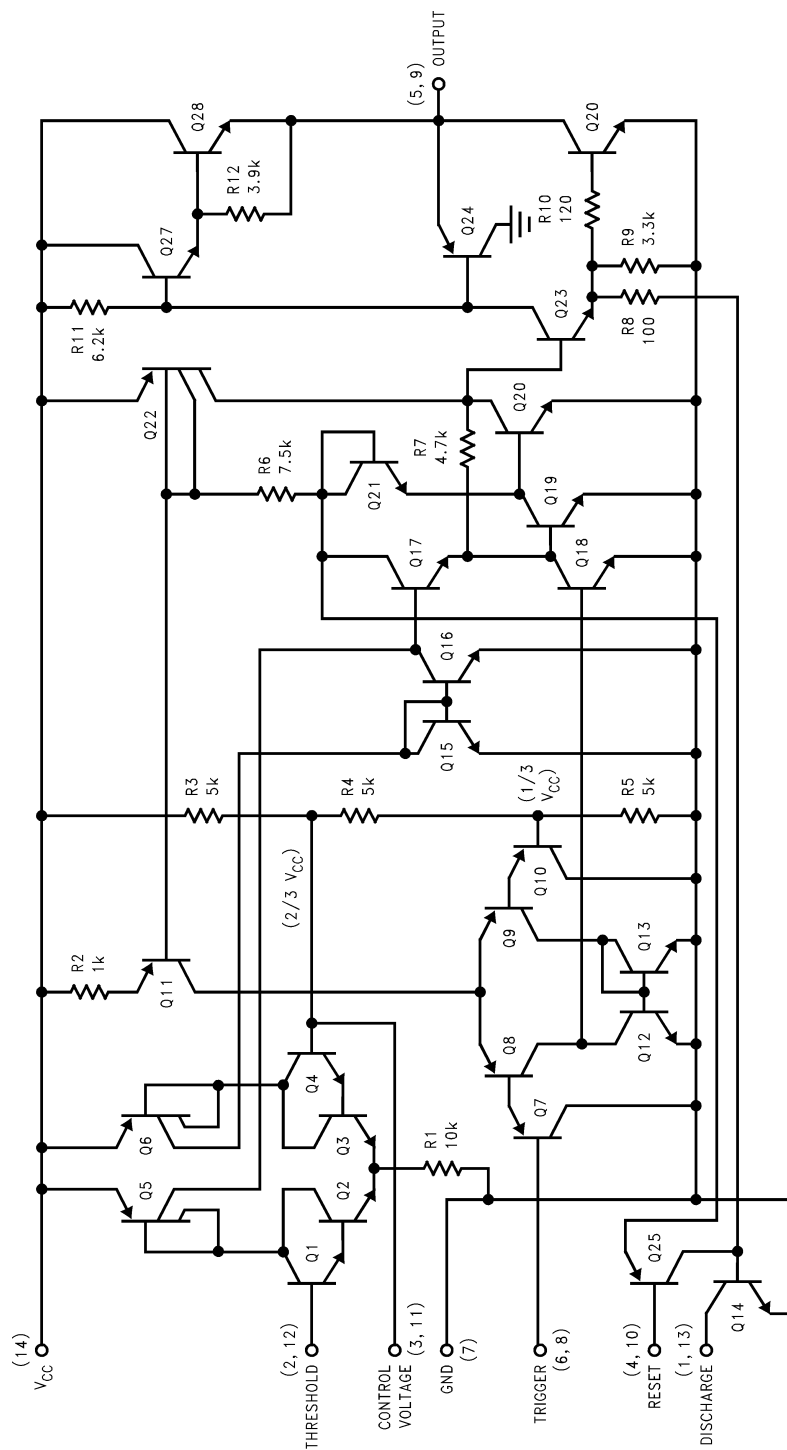 (14)
VCC
Q5
Q6
R2
1k
Q11
R3
5k
Q22
R11
6.2k
Q27
Q28
R12
3.9k
THRESHOLD
(2, 12)
Q1
Q2
Q3
Q4
(2/3 VCC)
R4
5k
R6
7.5k
Q21
CONTROL
VOLTAGE
(3, 11)
R1
10k
Q15
Q16
Q17
R7
4.7k
Q24
(5, 9)
OUTPUT
GND
(7)
TRIGGER
(6, 8)
Q7
Q8
Q9
Q10
(1/3
VCC)
Q18
Q19
Q20
Q23
R10
120
Q20
R5
5k
Q12
Q13
R8
100
R9
3.3k
RESET
(4, 10)
Q25
DISCHARGE
(1, 13)
Q14